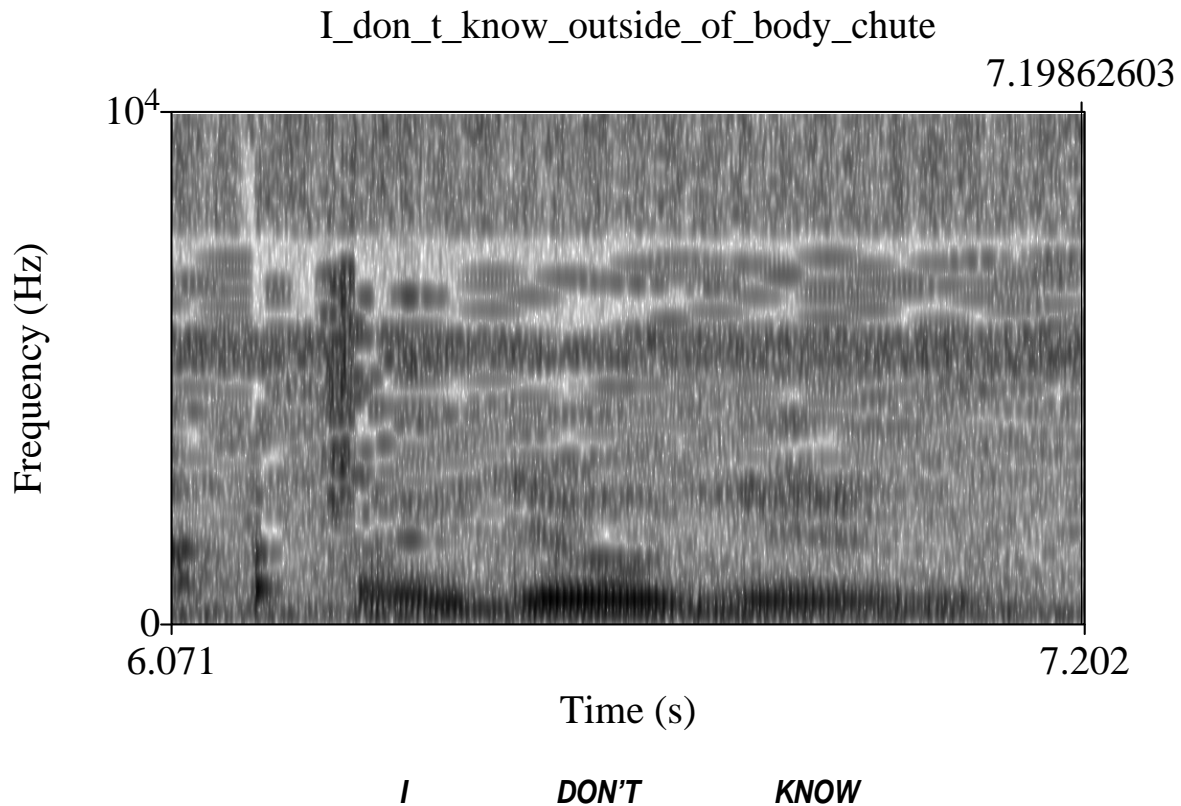 I_don_t_know_outside_of_body_chute
7.19862603
10⁴
Frequency (Hz)
0
6.071 7.202
Time (s)
I DON'T KNOW